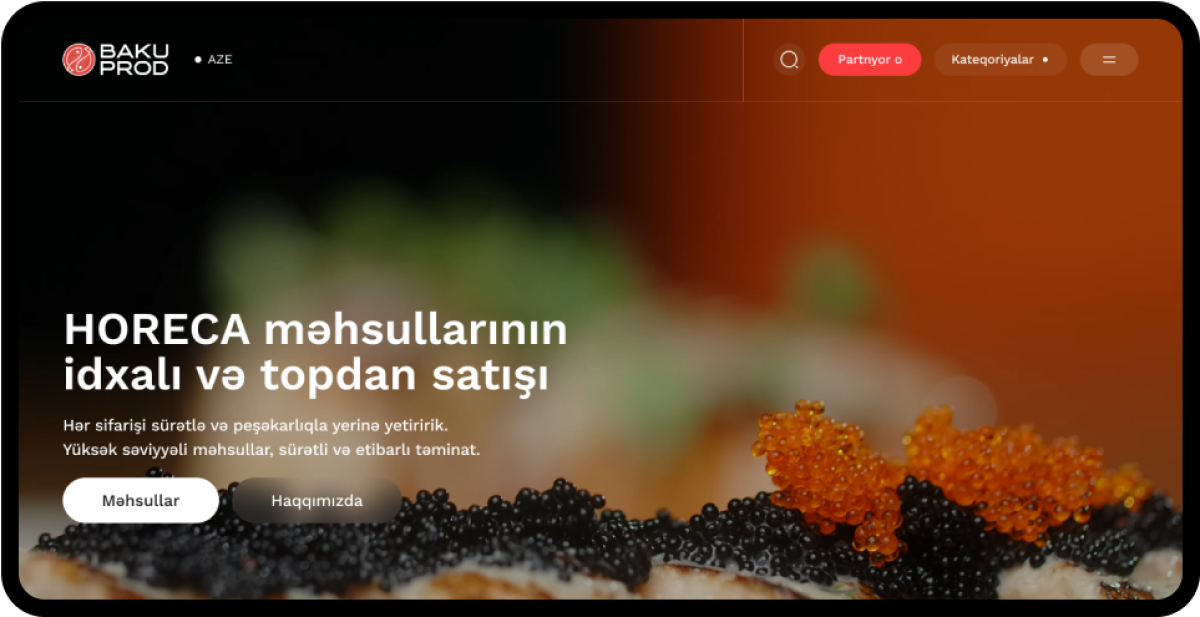 BAKU
PROD
AZE
Partnyor o
Kateqoriyalar
HORECA məhsullarının
idxalı və topdan satışı
Hər sifarişi sürətlə və peşəkarlıqla yerinə yetiririk.
Yüksək səviyyəli məhsullar, sürətli və etibarlı təminat.
Məhsullar
Haqqımızda